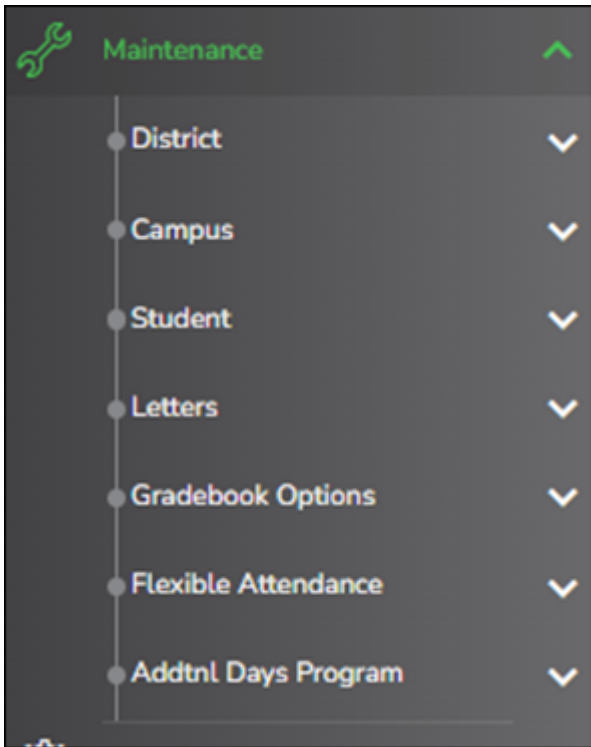 Maintenance
District
Campus
Student
Letters
Gradebook Options
Flexible Attendance
Addtnl Days Program